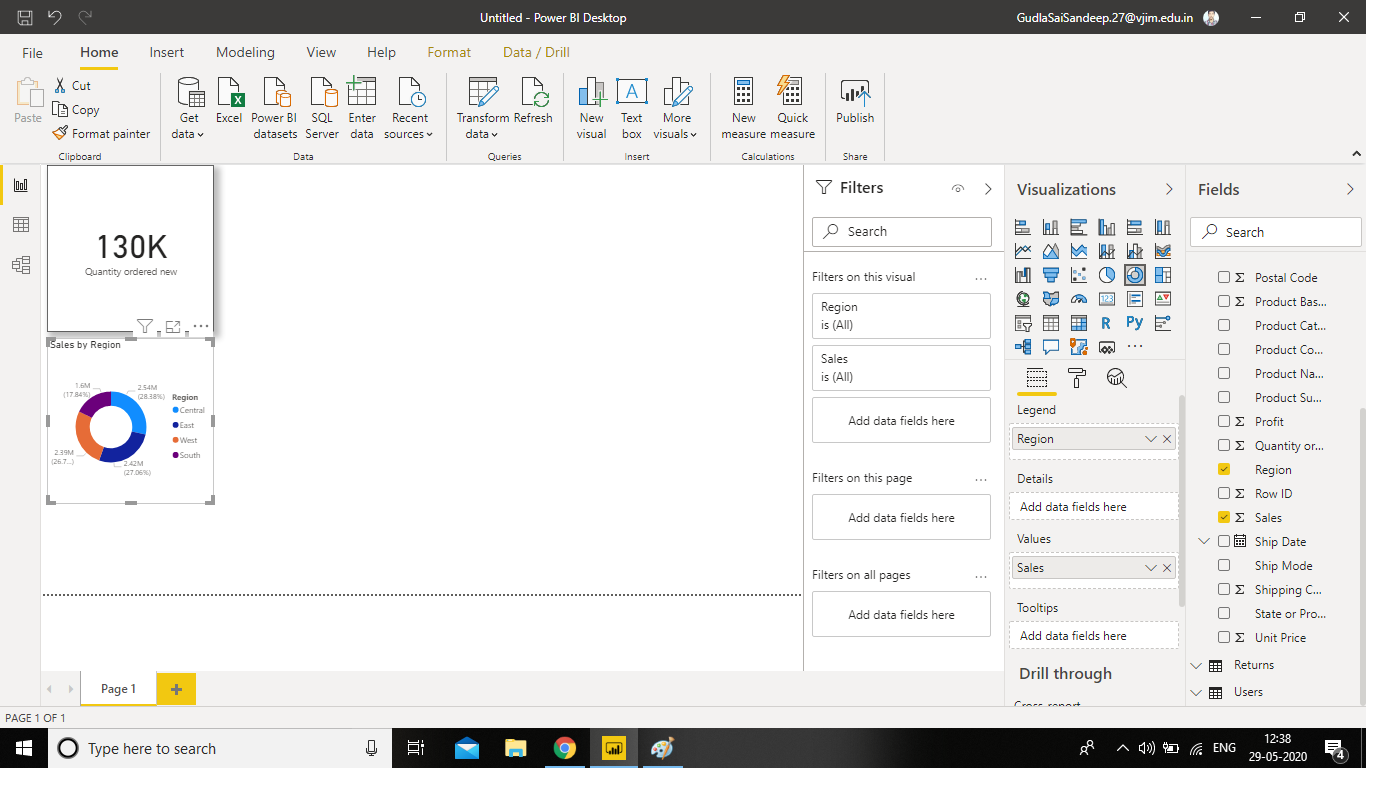 Untitled - Power BI Desktop
GudlaSaiSandeep.27@vjim.edu.in
File Home Insert Modeling View Help Format Data / Drill
Paste
Cut
Copy
Format painter
Clipboard
Get data
Excel
Power BI datasets
SQL Server
Enter data
Recent sources
Data
Transform data
Refresh
Queries
New visual
Text box
More visuals
Insert
New measure
Quick measure
Calculations
Publish
Share
130K
Quantity ordered new
Sales by Region
1.6M
(17.84%)
2.54M
(28.38%)
2.39M
(26.7...)
2.42M
(27.06%)
Region
Central
East
West
South
Filters
Search
Filters on this visual
...
Region
is (All)
Sales
is (All)
Add data fields here
Filters on this page
...
Add data fields here
Filters on all pages
...
Add data fields here
Visualizations
123
R
Py
...
Legend
Region
Details
Add data fields here
Values
Sales
Tooltips
Add data fields here
Drill through
Cross-report
Fields
Search
Postal Code
Product Bas...
Product Cat...
Product Co...
Product Na...
Product Su...
Profit
Quantity or...
Region
Row ID
Sales
Ship Date
Ship Mode
Shipping C...
State or Pro...
Unit Price
Returns
Users
Page 1
PAGE 1 OF 1
Type here to search
ENG
12:38
29-05-2020
4